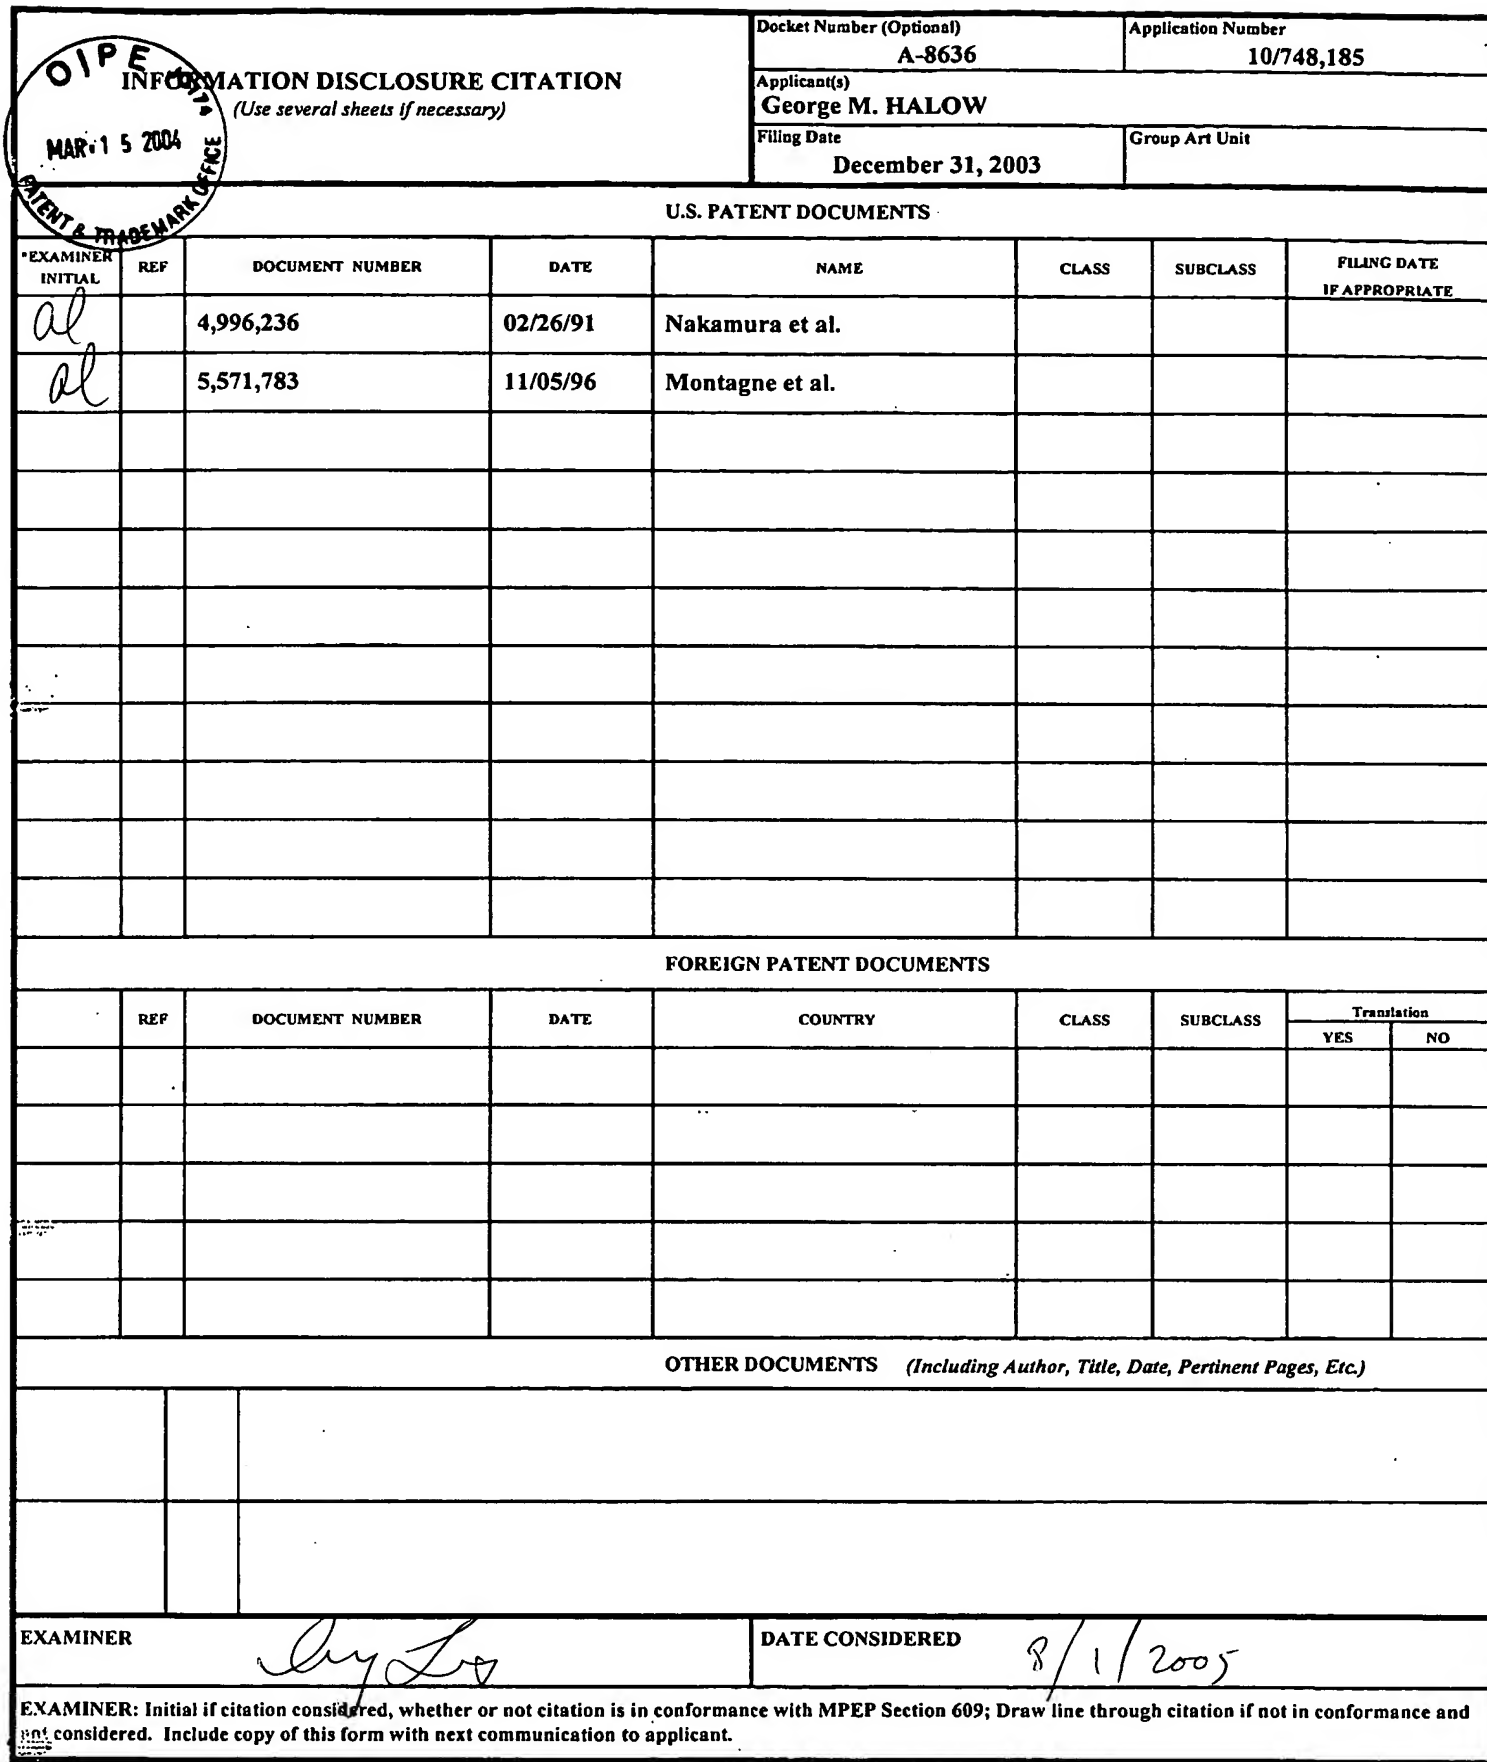 Docket Number (Optional)
A-8636
Application Number
10/748,185
OIPE
MAR 15 2004
PATENT & TRADEMARK OFFICE
INFORMATION DISCLOSURE CITATION
(Use several sheets if necessary)
Applicant(s)
George M. HALOW
Filing Date
December 31, 2003
Group Art Unit
U.S. PATENT DOCUMENTS
*EXAMINER
INITIAL
REF
DOCUMENT NUMBER
DATE
NAME
CLASS
SUBCLASS
FILING DATE
IF APPROPRIATE
al
4,996,236
02/26/91
Nakamura et al.
al
5,571,783
11/05/96
Montagne et al.
FOREIGN PATENT DOCUMENTS
REF
DOCUMENT NUMBER
DATE
COUNTRY
CLASS
SUBCLASS
Translation
YES
NO
OTHER DOCUMENTS (Including Author, Title, Date, Pertinent Pages, Etc.)
EXAMINER
DATE CONSIDERED
8/1/2005
EXAMINER: Initial if citation considered, whether or not citation is in conformance with MPEP Section 609; Draw line through citation if not in conformance and
not considered. Include copy of this form with next communication to applicant.